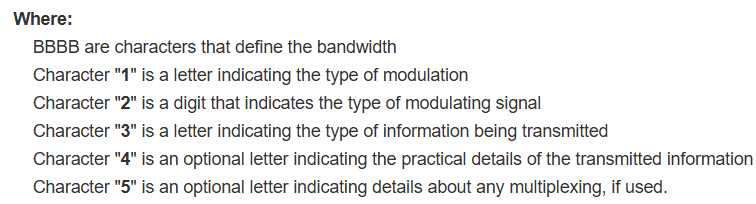 Where:
BBBB are characters that define the bandwidth
Character "1" is a letter indicating the type of modulation
Character "2" is a digit that indicates the type of modulating signal
Character "3" is a letter indicating the type of information being transmitted
Character "4" is an optional letter indicating the practical details of the transmitted information
Character "5" is an optional letter indicating details about any multiplexing, if used.